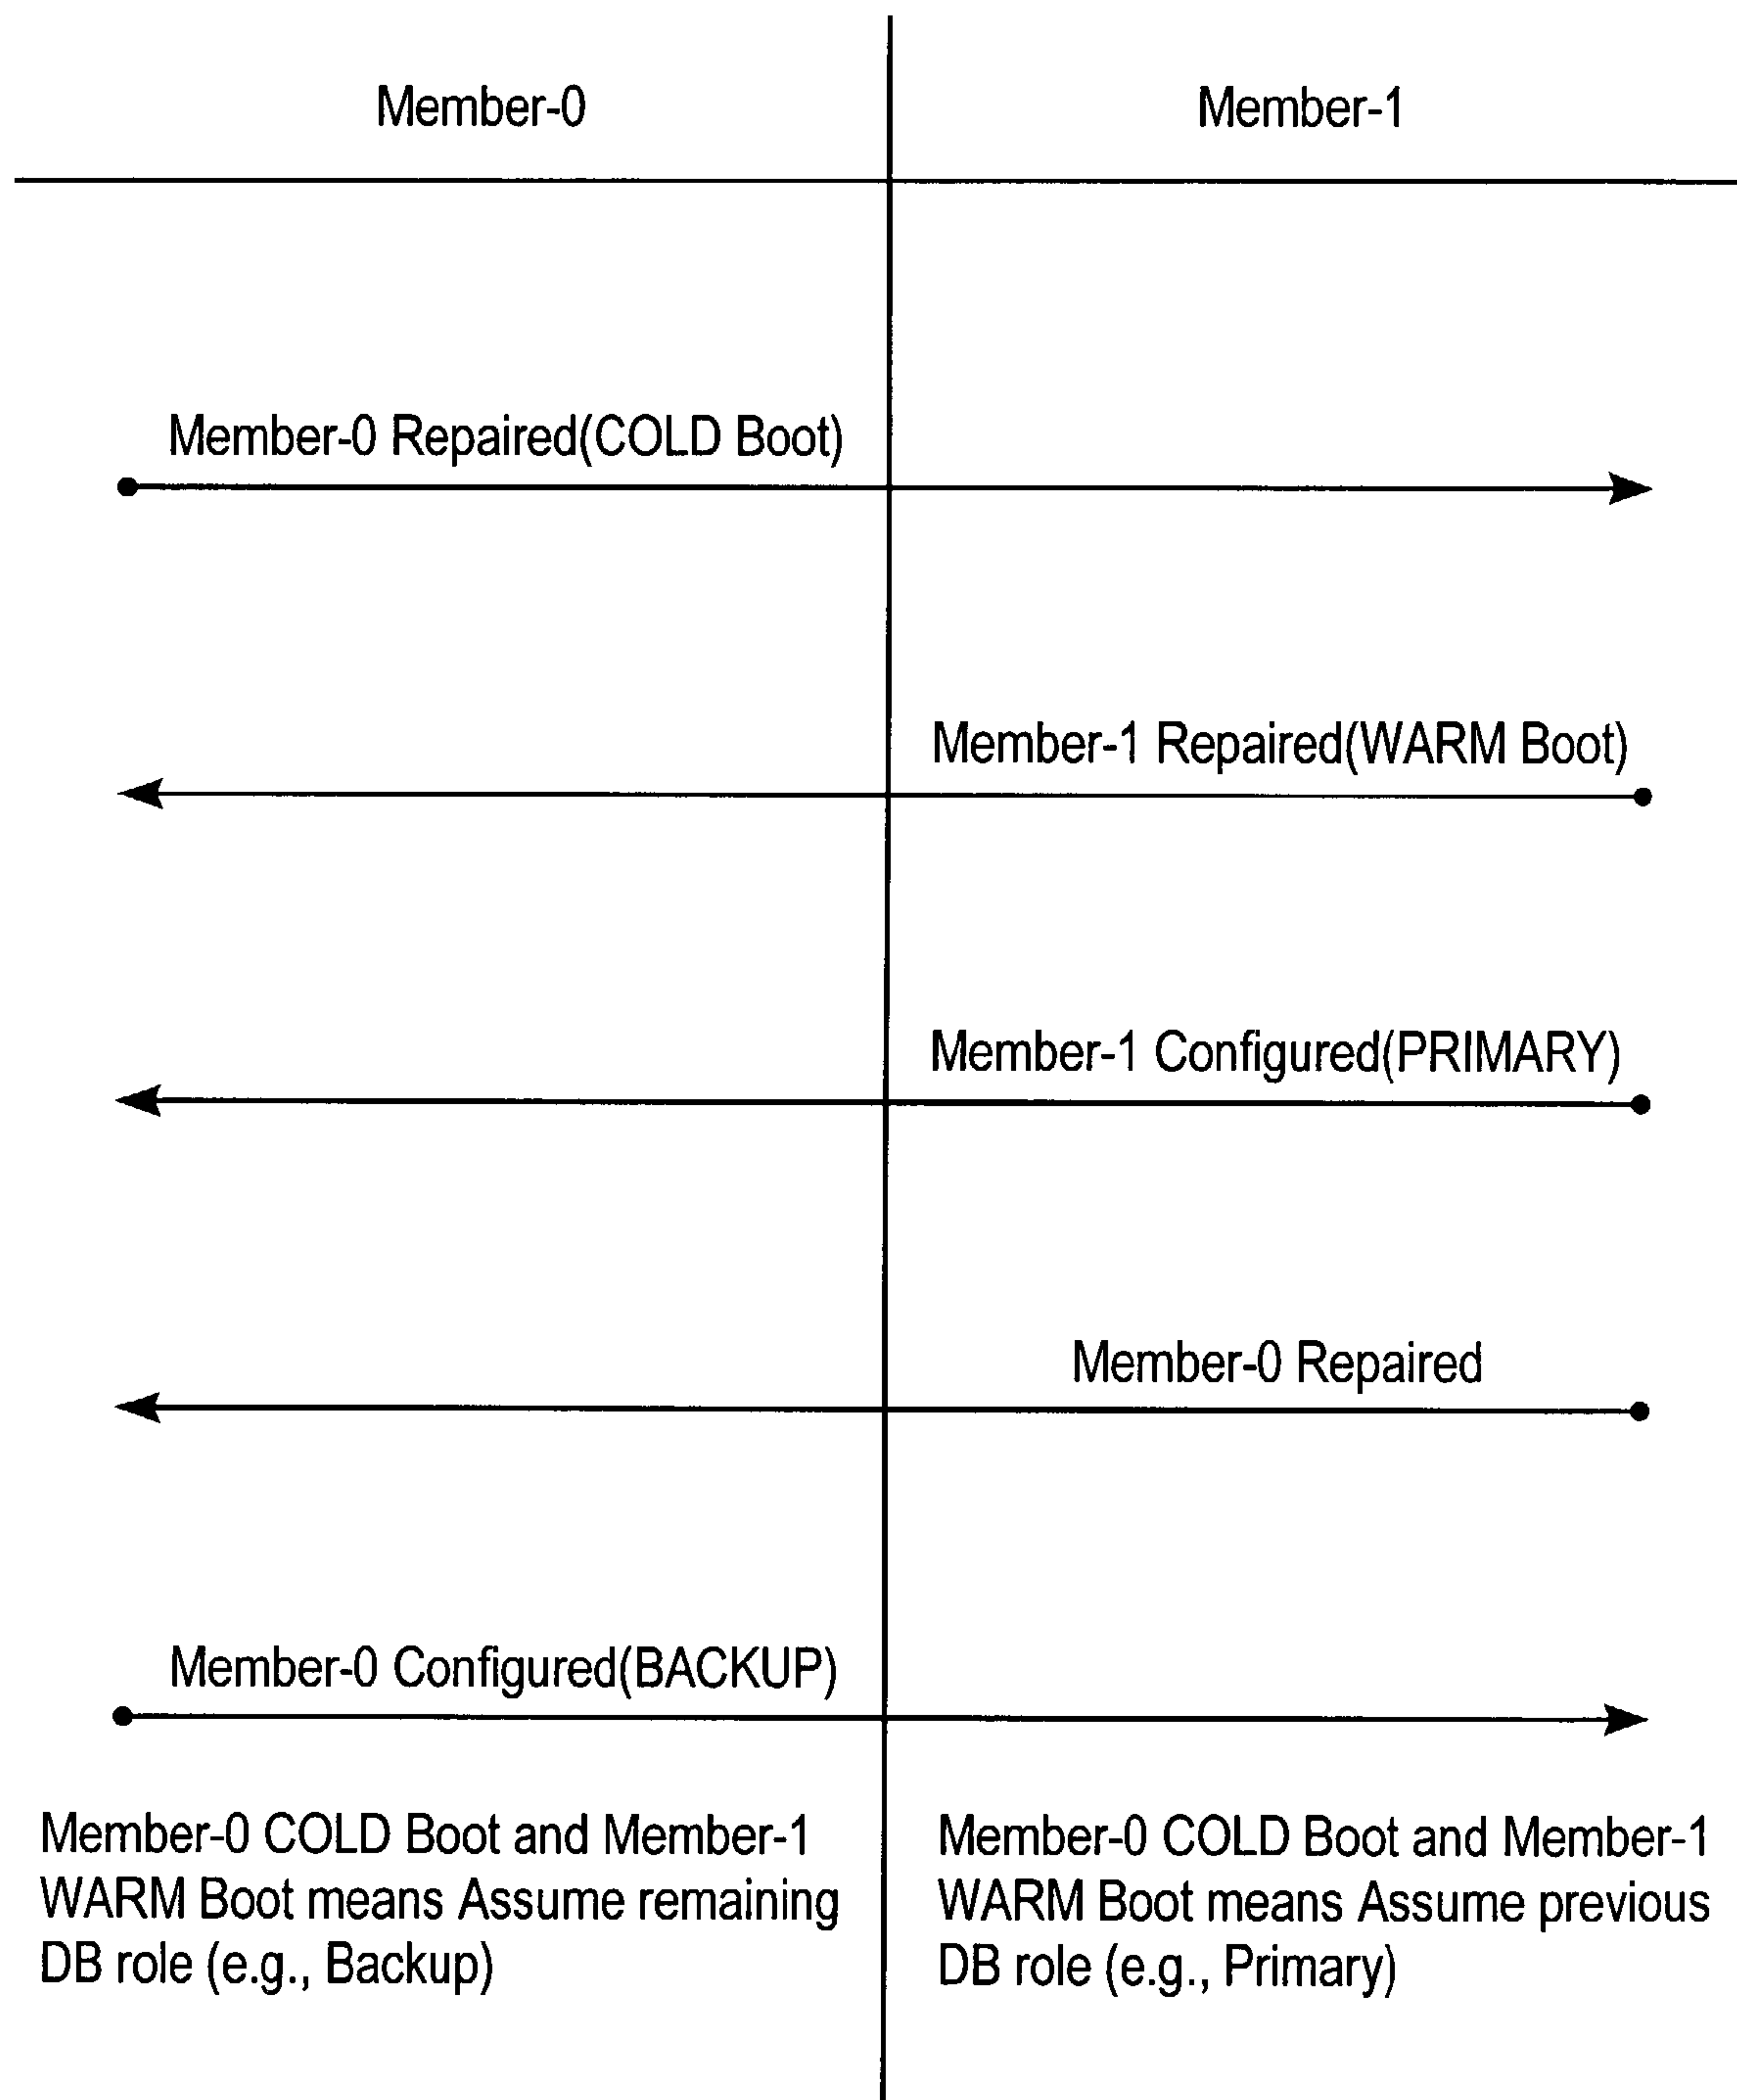 Member-0
Member-1
Member-0 Repaired(COLD Boot)
Member-1 Repaired(WARM Boot)
Member-1 Configured(PRIMARY)
Member-0 Repaired
Member-0 Configured(BACKUP)
Member-0 COLD Boot and Member-1
WARM Boot means Assume remaining
DB role (e.g., Backup)
Member-0 COLD Boot and Member-1
WARM Boot means Assume previous
DB role (e.g., Primary)